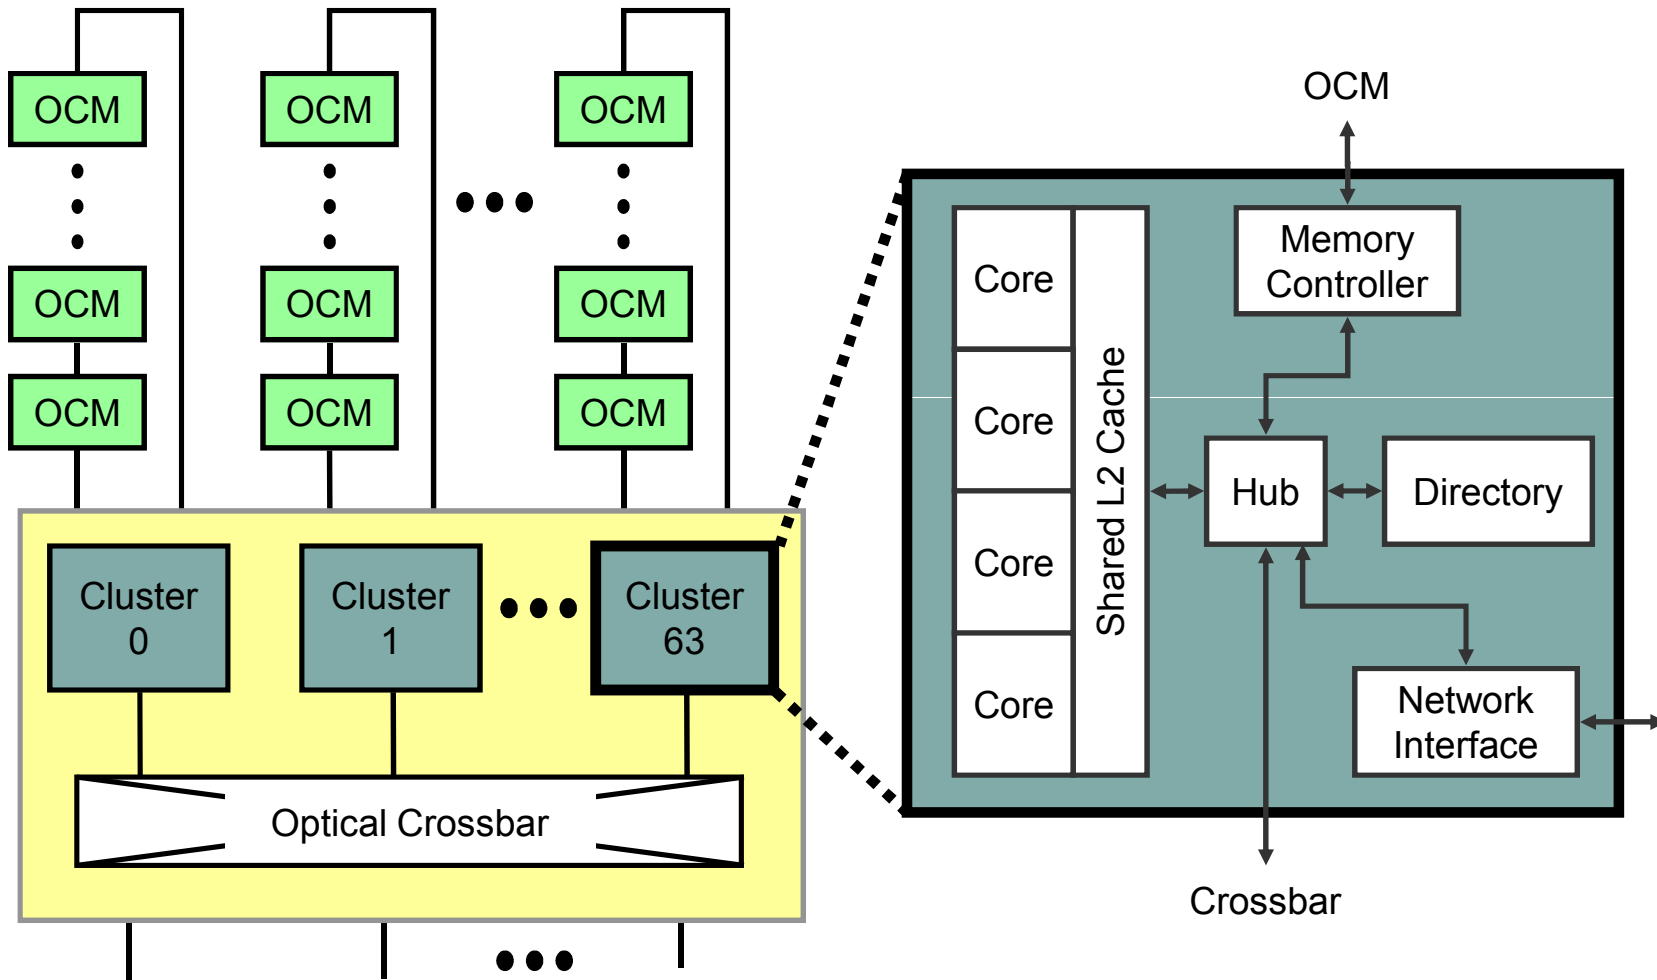 OCM
OCM
OCM
OCM
OCM
OCM
OCM
OCM
OCM
Cluster
0
Cluster
1
Cluster
63
Optical Crossbar
OCM
Memory
Controller
Core
Core
Core
Core
Shared L2 Cache
Hub
Directory
Network
Interface
Crossbar